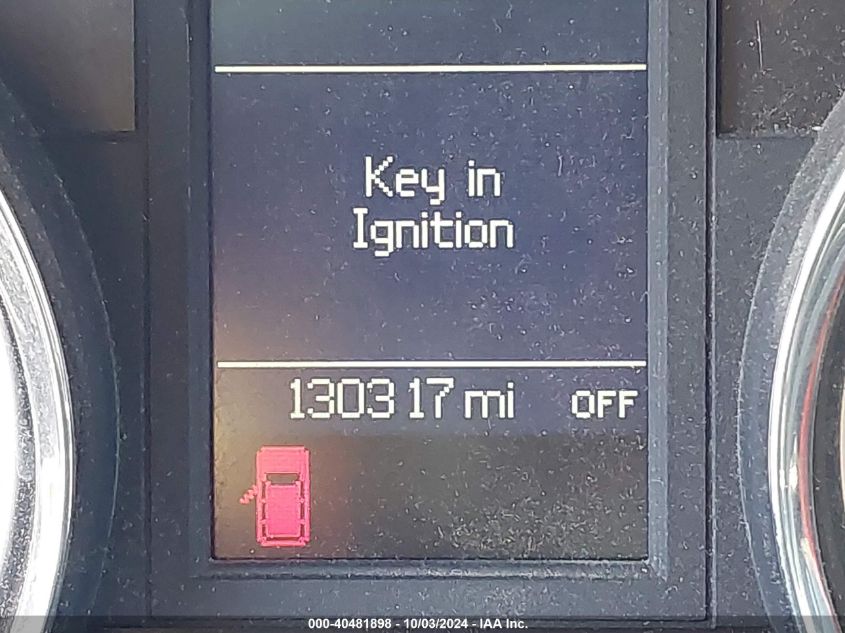 Key in
Ignition
130317 mi OFF
000-40481898 - 10/03/2024 - IAA Inc.